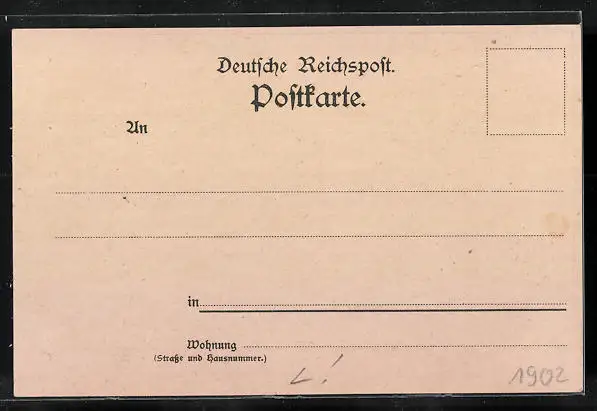 Deutsche Reichspost.
Postkarte.
An
in
Wohnung
(Straße und Hausnummer.)
L! 1902